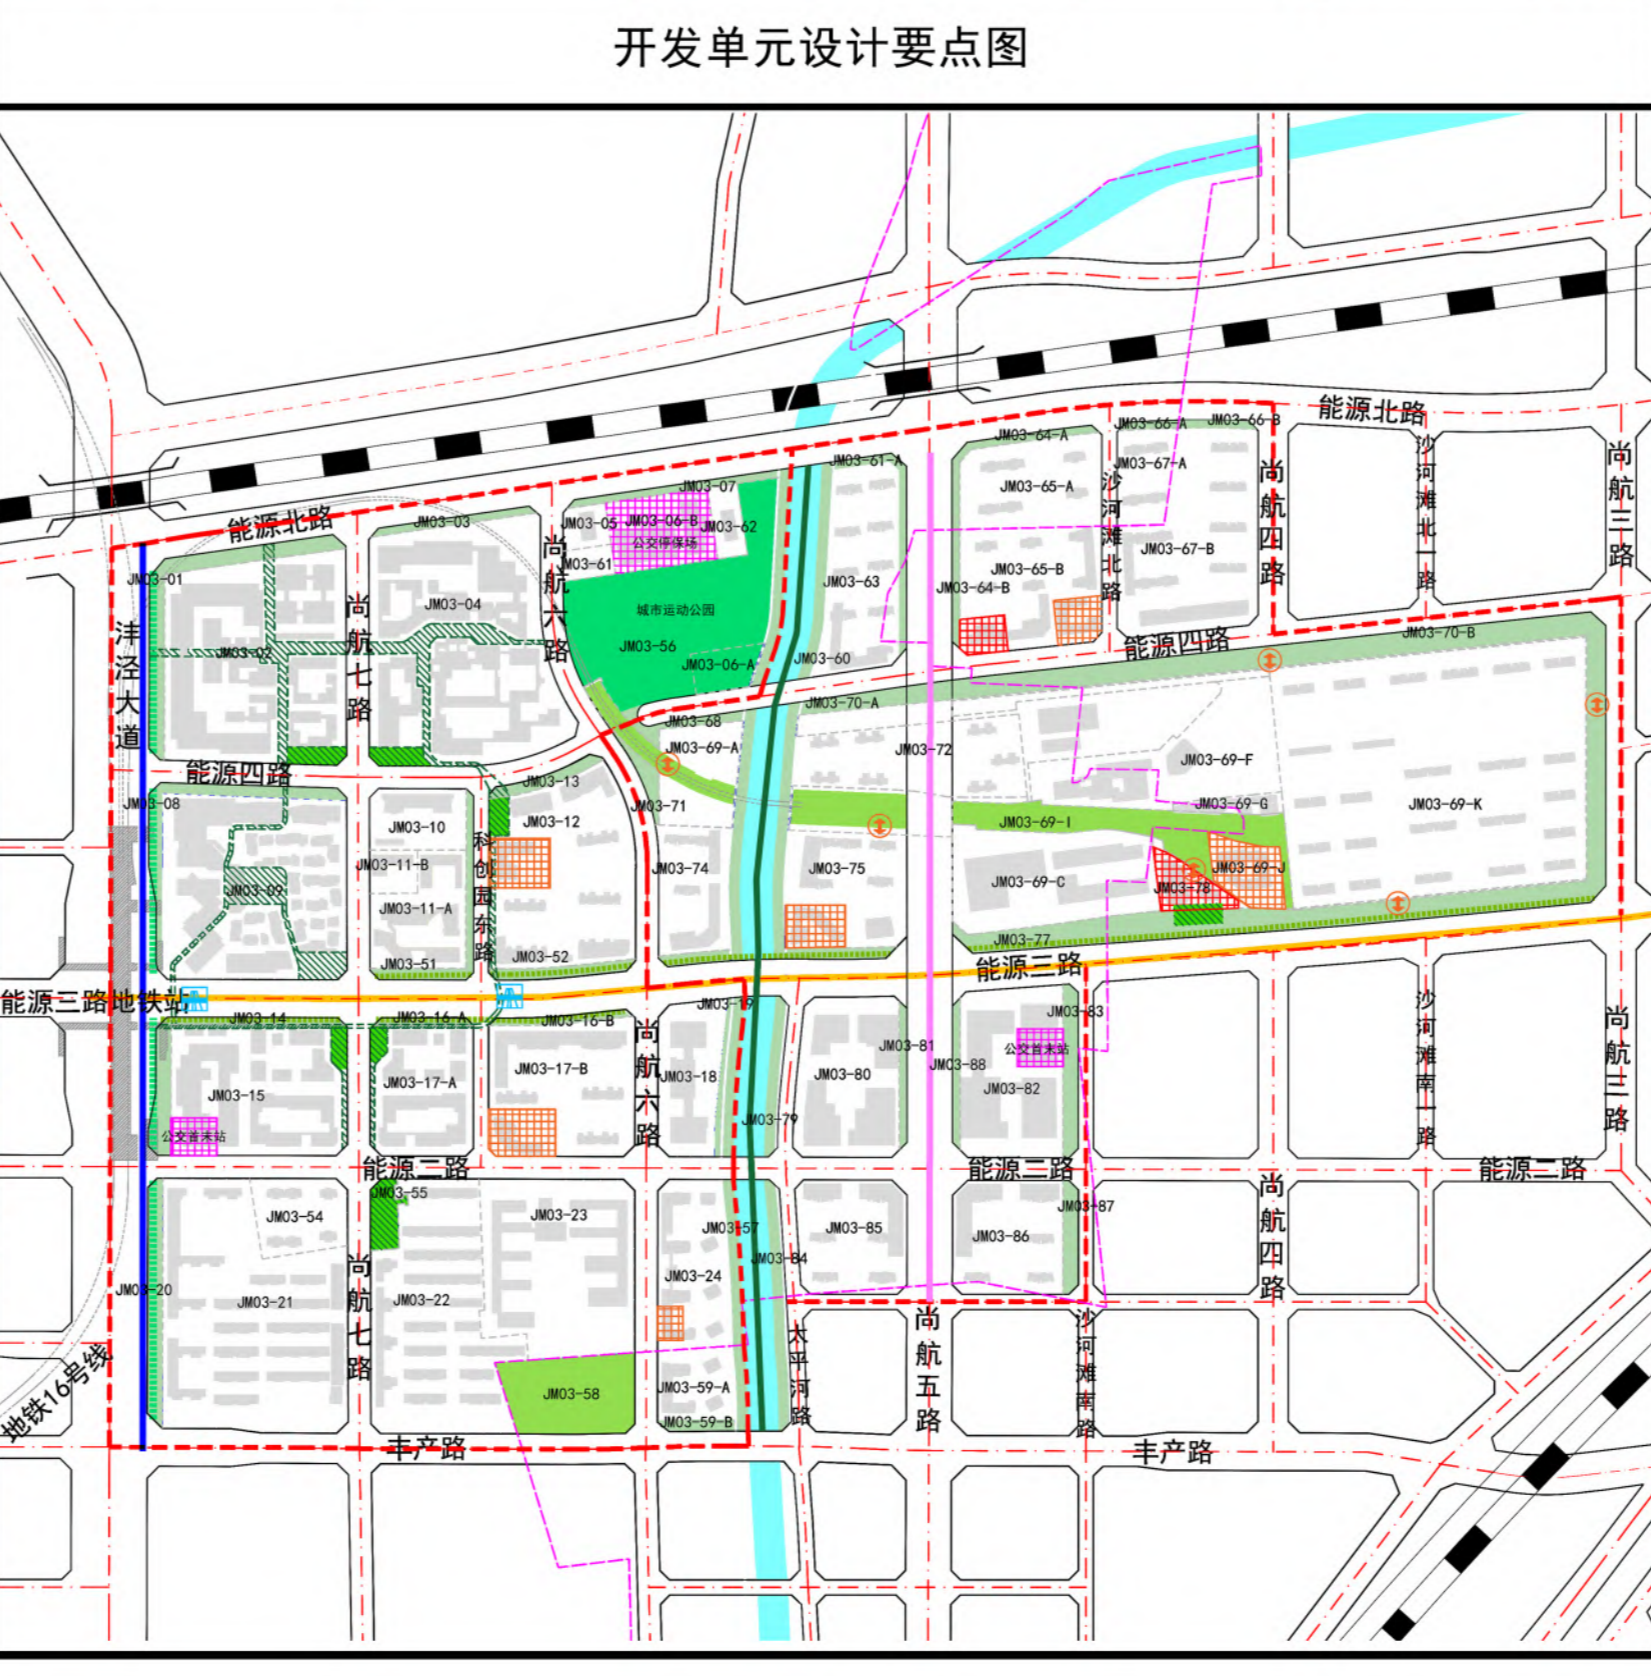 开发单元设计要点图
能源北路
沙河滩北一路
尚航三路
JM03-66-A
JM03-66-B
JM03-64-A
JM03-61-A
JM03-67-A
JM03-65-A
沙河滩北路
尚航四路
JM03-07
能源北路
JM03-03
JM03-05
JM03-06-B
JM03-62
公交停保场
JM03-61
尚航六路
JM03-67-B
JM03-65-B
JM03-64-B
JM03-63
JM03-01
JM03-04
尚航七路
城市运动公园
沣泾大道
JM03-02
JM03-56
JM03-06-A
JM03-60
能源四路
JM03-70-B
JM03-70-A
JM03-68
JM03-69-A
JM03-72
JM03-69-F
能源四路
JM03-13
JM03-08
JM03-71
JM03-69-G
JM03-69-K
JM03-10
JM03-12
JM03-69-I
科创园东路
JM03-11-B
JM03-74
JM03-75
JM03-69-C
JM03-69-J
JM03-78
JM03-09
JM03-11-A
JM03-77
JM03-51
JM03-52
能源三路
能源三路地铁站
JM03-19
JM03-14
JM03-16-A
JM03-16-B
JM03-83
沙河滩南一路
尚航三路
尚航六路
JM03-81
公交首末站
JM03-88
JM03-17-B
JM03-18
JM03-80
JM03-17-A
JM03-82
JM03-15
JM03-79
公交首末站
能源二路
能源二路
能源二路
JM03-55
尚航四路
JM03-87
JM03-54
JM03-23
JM03-57
JM03-85
JM03-86
JM03-84
尚航七路
JM03-24
JM03-20
JM03-21
JM03-22
太平河路
尚航五路
沙河滩南路
地铁16号线
JM03-58
JM03-59-A
JM03-59-B
丰产路
丰产路